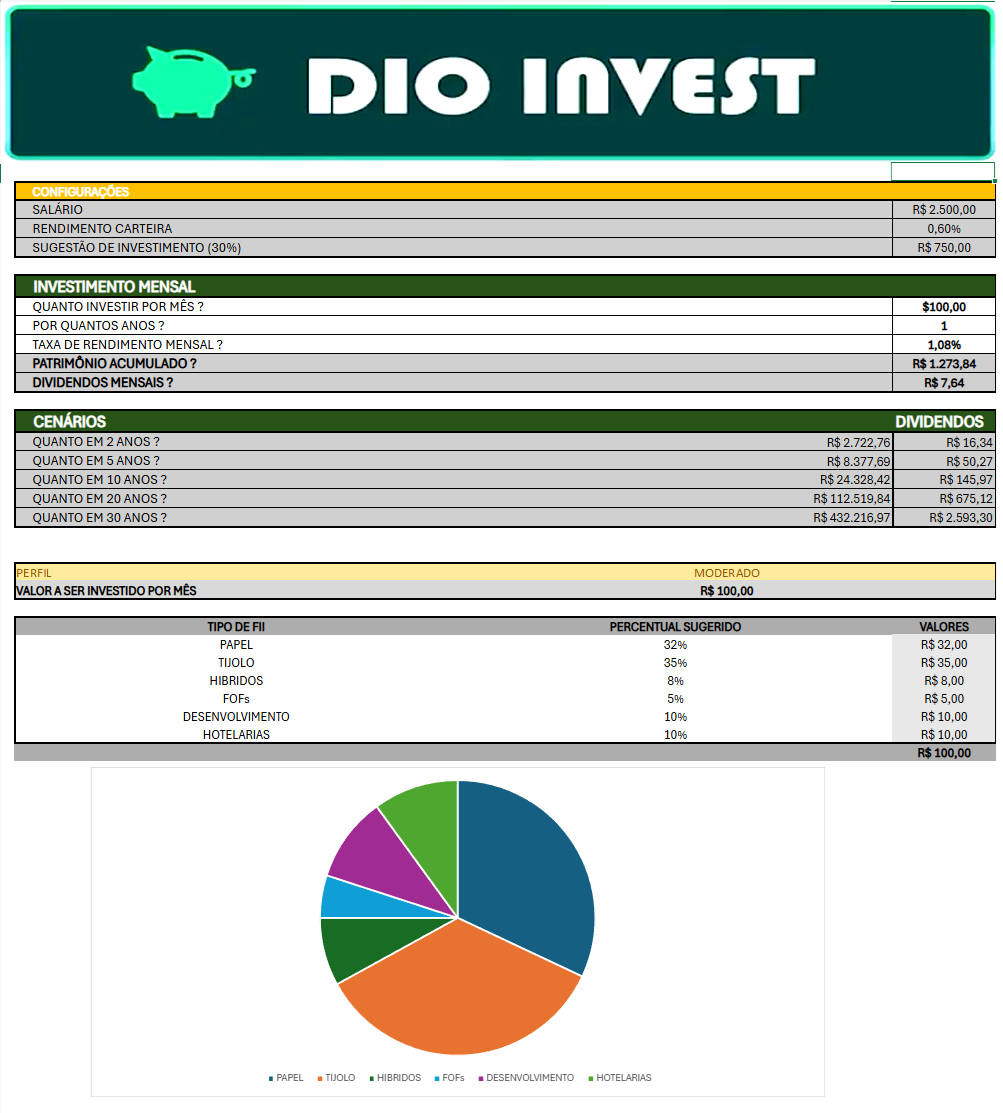 DIO INVEST
CONFIGURAÇÕES
SALÁRIO R$ 2.500,00
RENDIMENTO CARTEIRA 0,60%
SUGESTÃO DE INVESTIMENTO (30%) R$ 750,00
INVESTIMENTO MENSAL
QUANTO INVESTIR POR MÊS ? $100,00
POR QUANTOS ANOS ? 1
TAXA DE RENDIMENTO MENSAL ? 1,08%
PATRIMÔNIO ACUMULADO ? R$ 1.273,84
DIVIDENDOS MENSAIS ? R$ 7,64
CENÁRIOS DIVIDENDOS
QUANTO EM 2 ANOS ? R$ 2.722,76 R$ 16,34
QUANTO EM 5 ANOS ? R$ 8.377,69 R$ 50,27
QUANTO EM 10 ANOS ? R$ 24.328,42 R$ 145,97
QUANTO EM 20 ANOS ? R$ 112.519,84 R$ 675,12
QUANTO EM 30 ANOS ? R$ 432.216,97 R$ 2.593,30
PERFIL MODERADO
VALOR A SER INVESTIDO POR MÊS R$ 100,00
TIPO DE FII PERCENTUAL SUGERIDO VALORES
PAPEL 32% R$ 32,00
TIJOLO 35% R$ 35,00
HIBRIDOS 8% R$ 8,00
FOFs 5% R$ 5,00
DESENVOLVIMENTO 10% R$ 10,00
HOTELARIAS 10% R$ 10,00
R$ 100,00
PAPEL TIJOLO HIBRIDOS FOFs DESENVOLVIMENTO HOTELARIAS